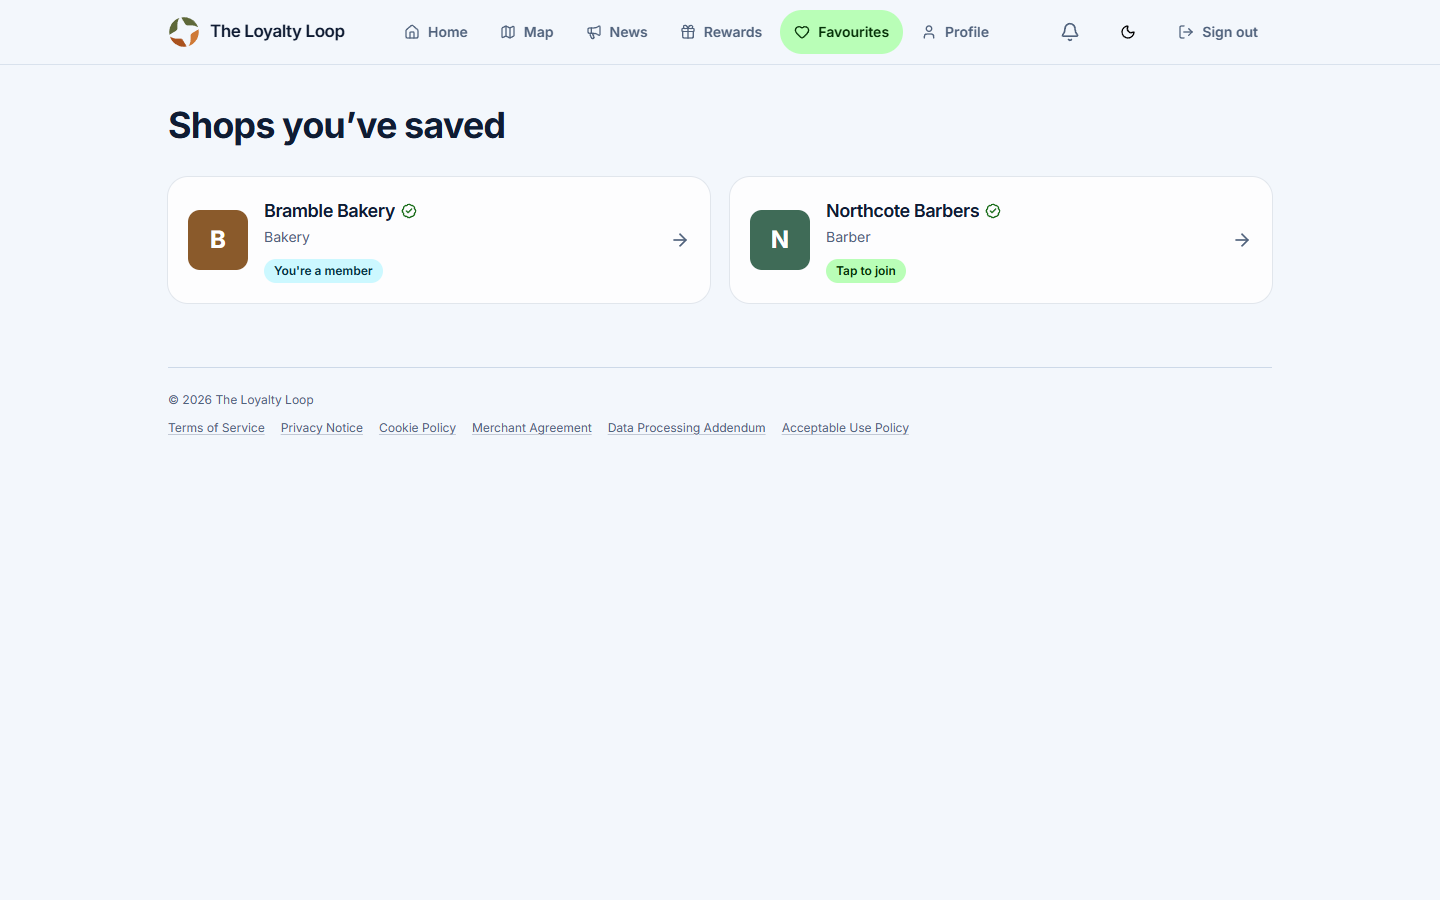 The Loyalty Loop
Home
Map
News
Rewards
Favourites
Profile
Sign out
Shops you’ve saved
B
Bramble Bakery
Bakery
You're a member
N
Northcote Barbers
Barber
Tap to join
© 2026 The Loyalty Loop
Terms of Service
Privacy Notice
Cookie Policy
Merchant Agreement
Data Processing Addendum
Acceptable Use Policy